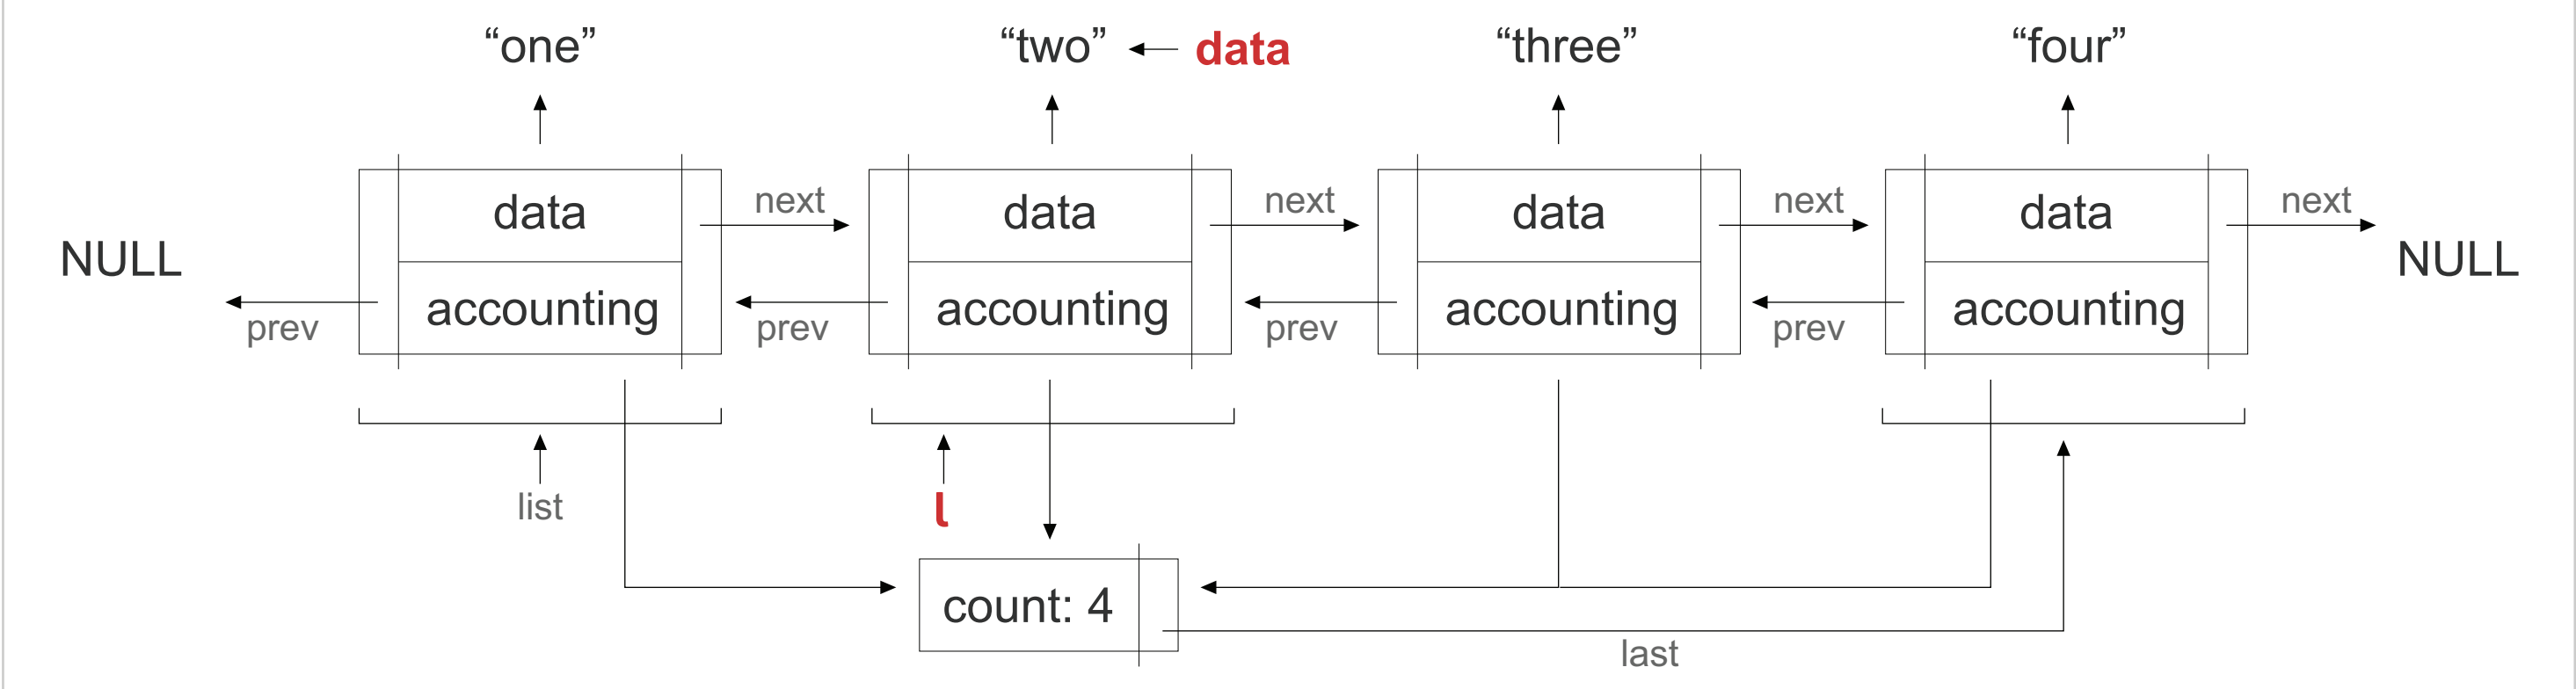 “one” “two” data “three” “four”
data next data next data next data next
NULL NULL
accounting accounting accounting accounting
prev prev prev prev
list l
count: 4
last